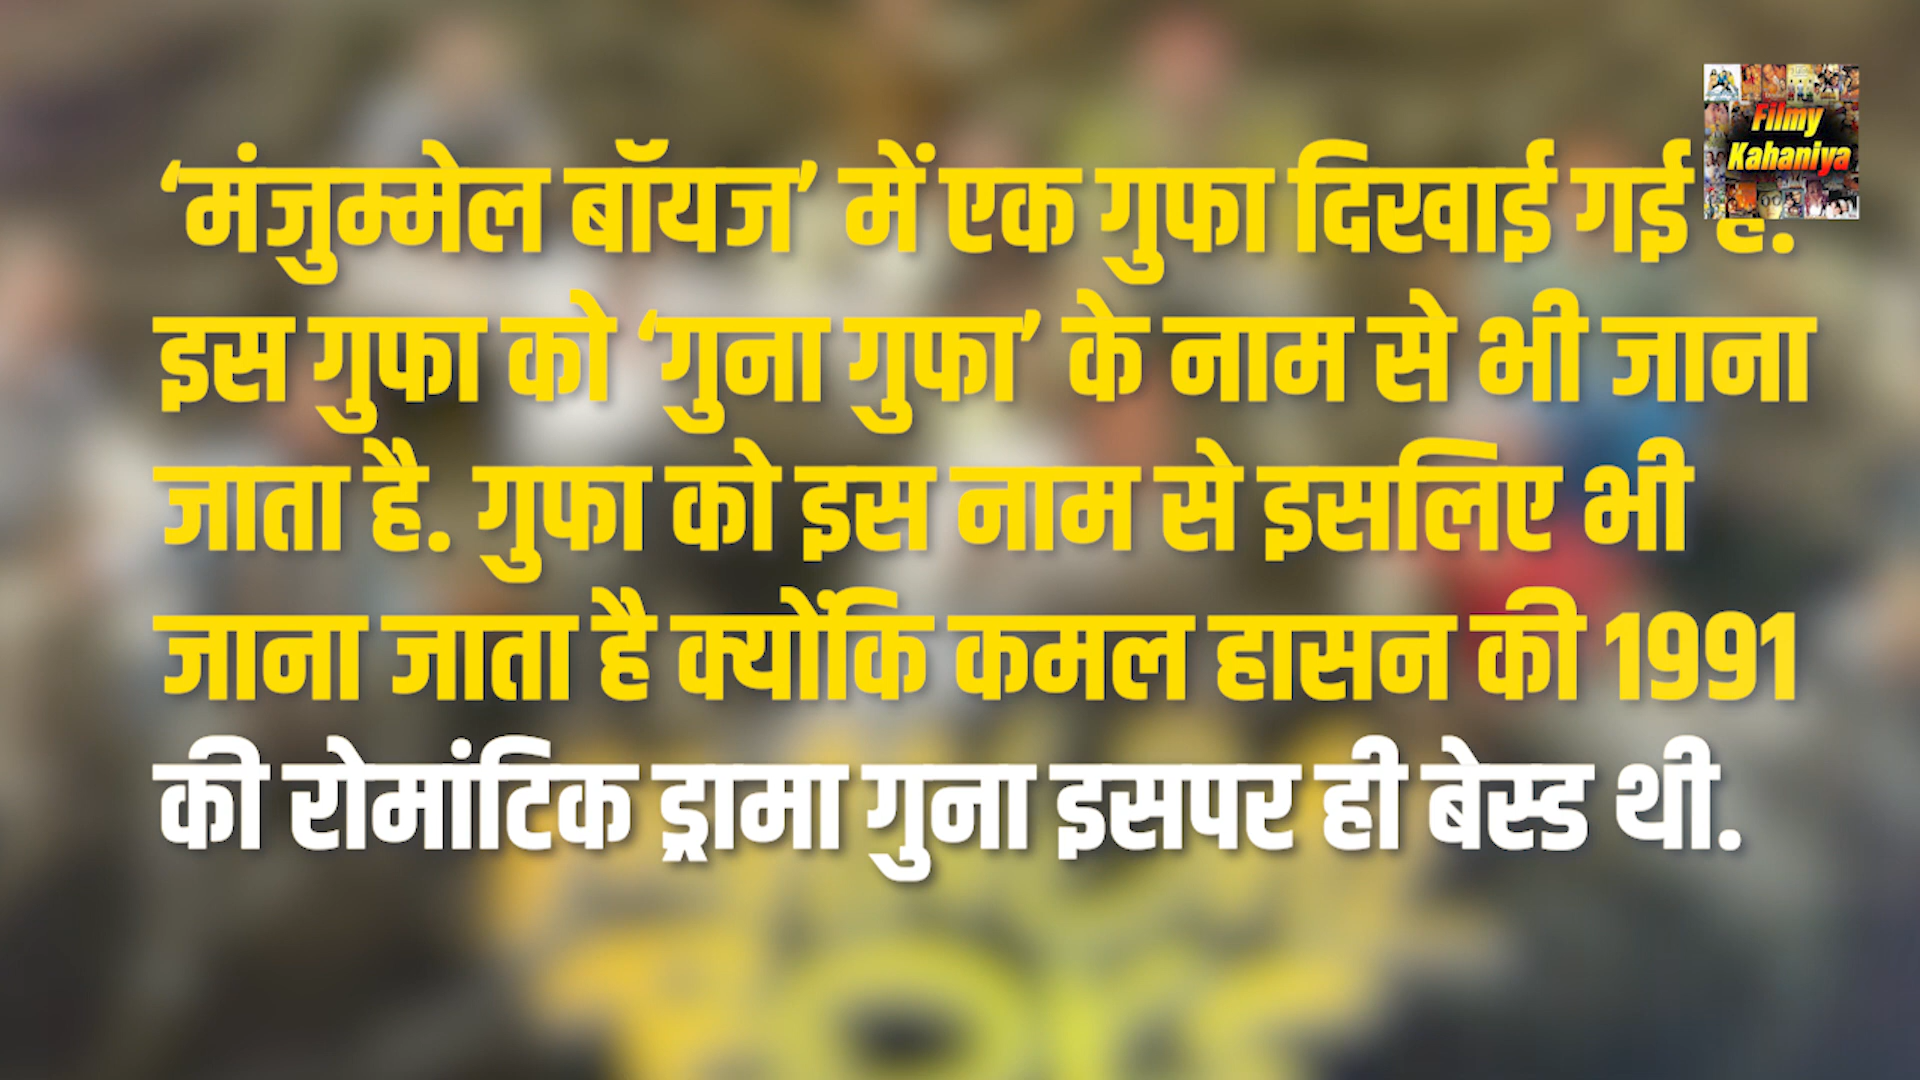 ‘मंजुम्मेल बॉयज’ में एक गुफा दिखाई गई है.
इस गुफा को ‘गुना गुफा’ के नाम से भी जाना
जाता है. गुफा को इस नाम से इसलिए भी
जाना जाता है क्योंकि कमल हासन की 1991
की रोमांटिक ड्रामा गुना इसपर ही बेस्ड थी.
Filmy
Kahaniya